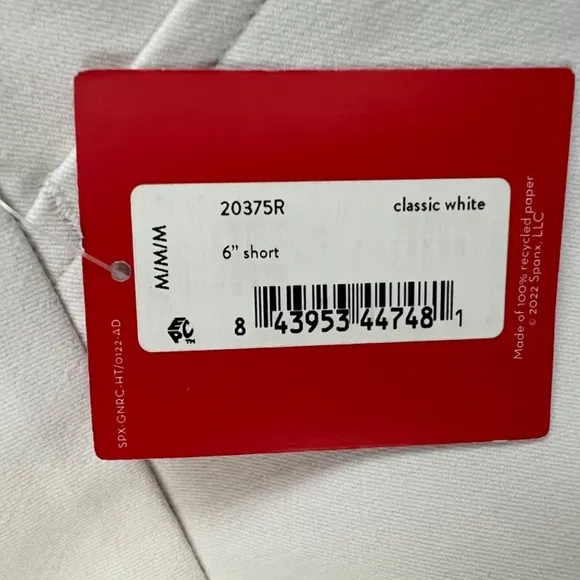 20375R
classic white
6” short
M/M/M
EPC™
8 43953 44748 1
SPX-GNRC-HT/0122-AD
Made of 100% recycled paper
© 2022 Spanx, LLC